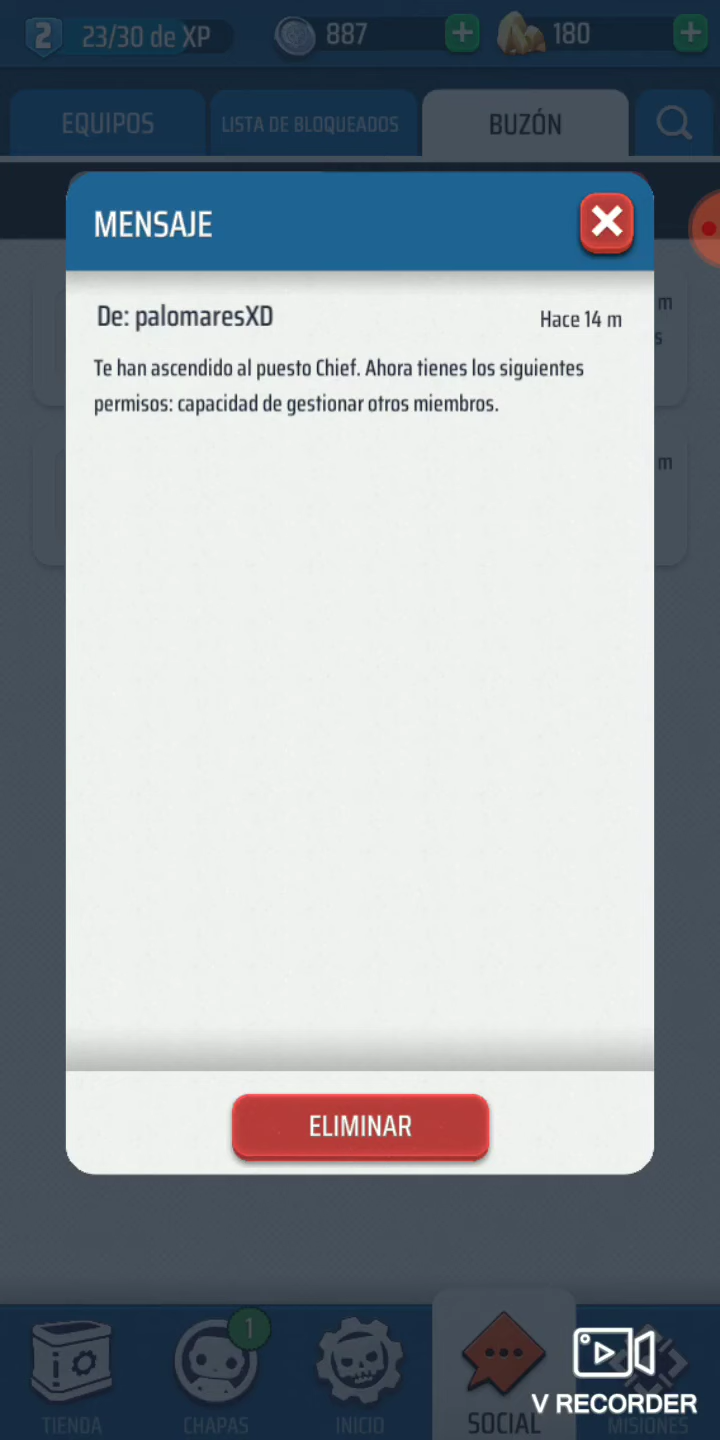 2
23/30 de XP
887
180
EQUIPOS
LISTA DE BLOQUEADOS
BUZÓN
MENSAJE
De: palomaresXD
Hace 14 m
m
s
Te han ascendido al puesto Chief. Ahora tienes los siguientes
permisos: capacidad de gestionar otros miembros.
m
ELIMINAR
1
V RECORDER
TIENDA
CHAPAS
INICIO
SOCIAL
MISIONES